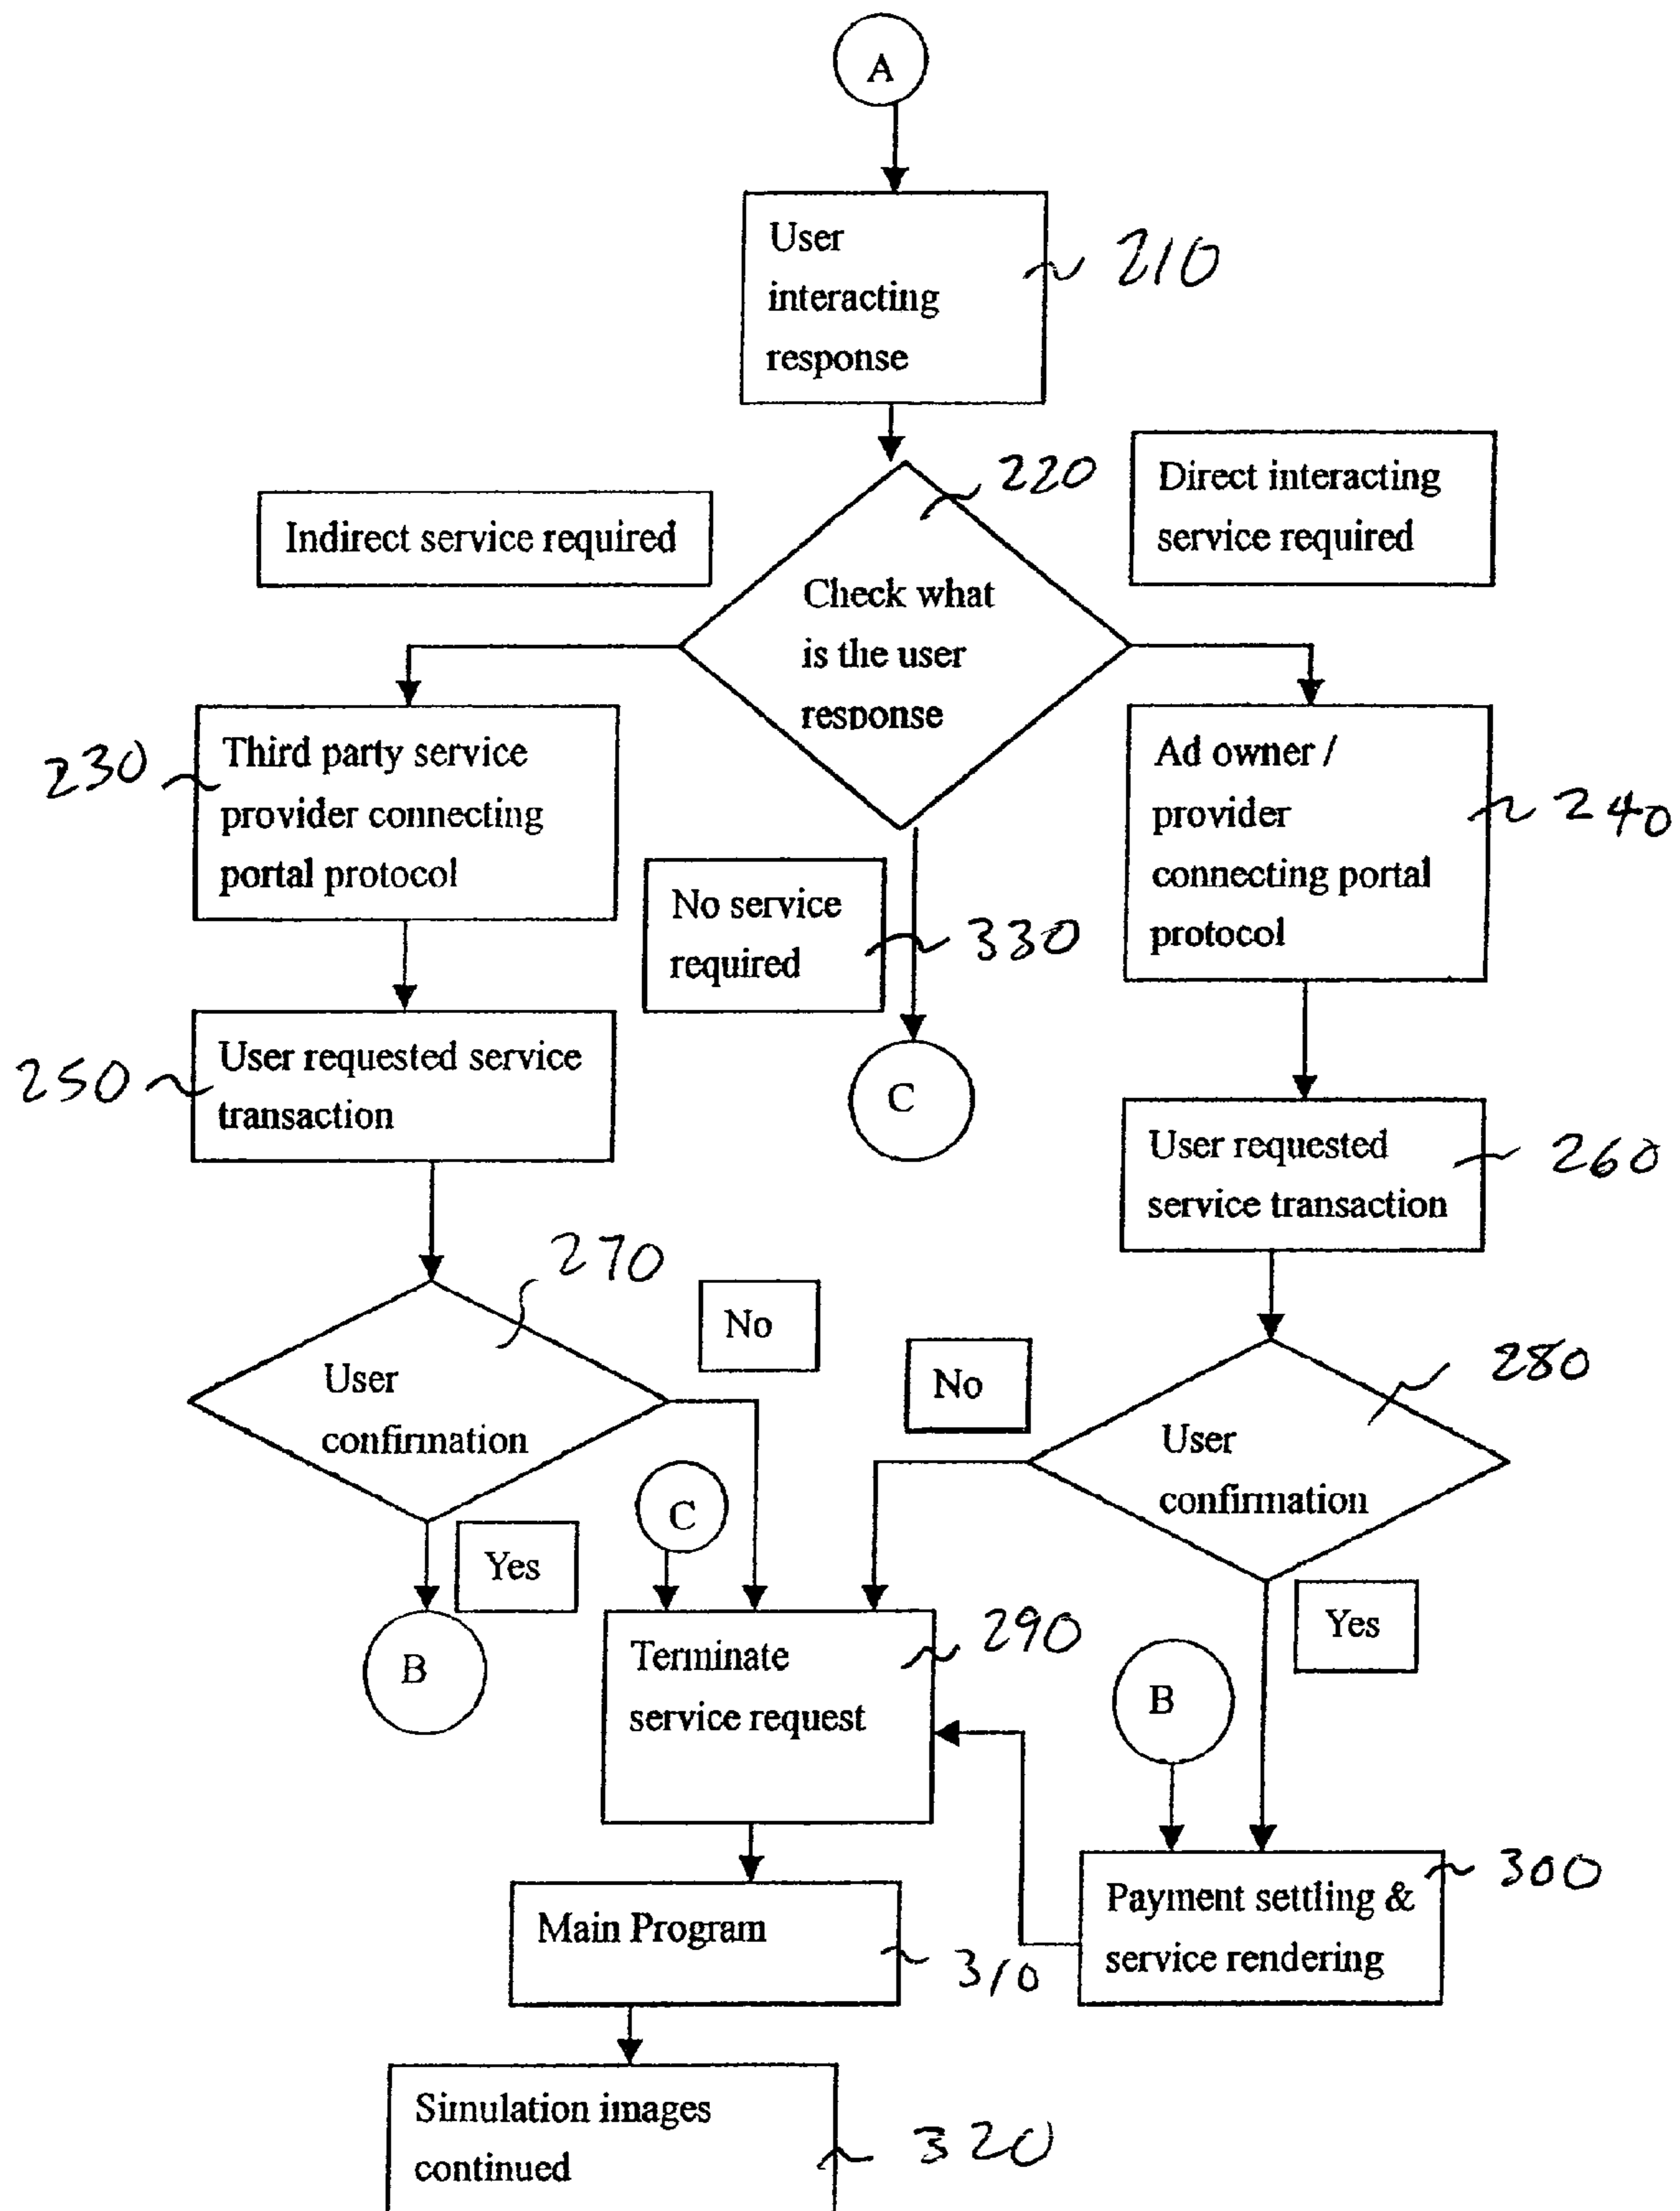 A
User
interacting
response
210
220
Direct interacting
service required
Indirect service required
Check what
is the user
response
230
Third party service
provider connecting
portal protocol
Ad owner /
provider
connecting portal
protocol
240
No service
required
330
250
User requested service
transaction
C
User requested
service transaction
260
270
No
User
confirmation
No
280
User
confirmation
C
Yes
B
Terminate
service request
290
Yes
B
Main Program
310
Payment settling &
service rendering
300
Simulation images
continued
320